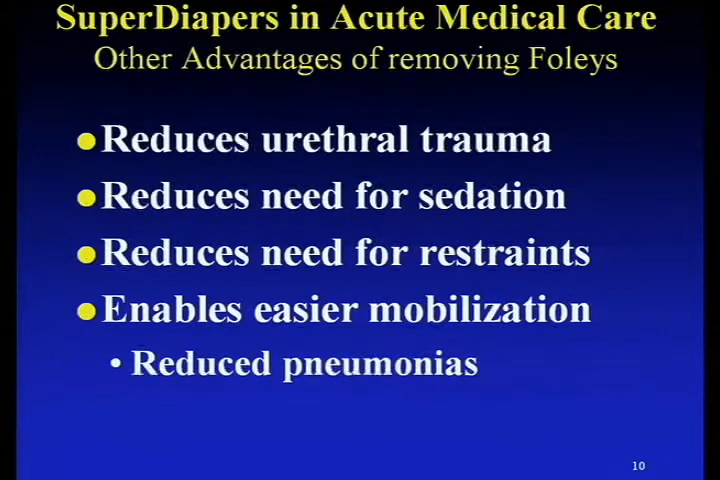 SuperDiapers in Acute Medical Care
Other Advantages of removing Foleys
●Reduces urethral trauma
●Reduces need for sedation
●Reduces need for restraints
●Enables easier mobilization
• Reduced pneumonias
10